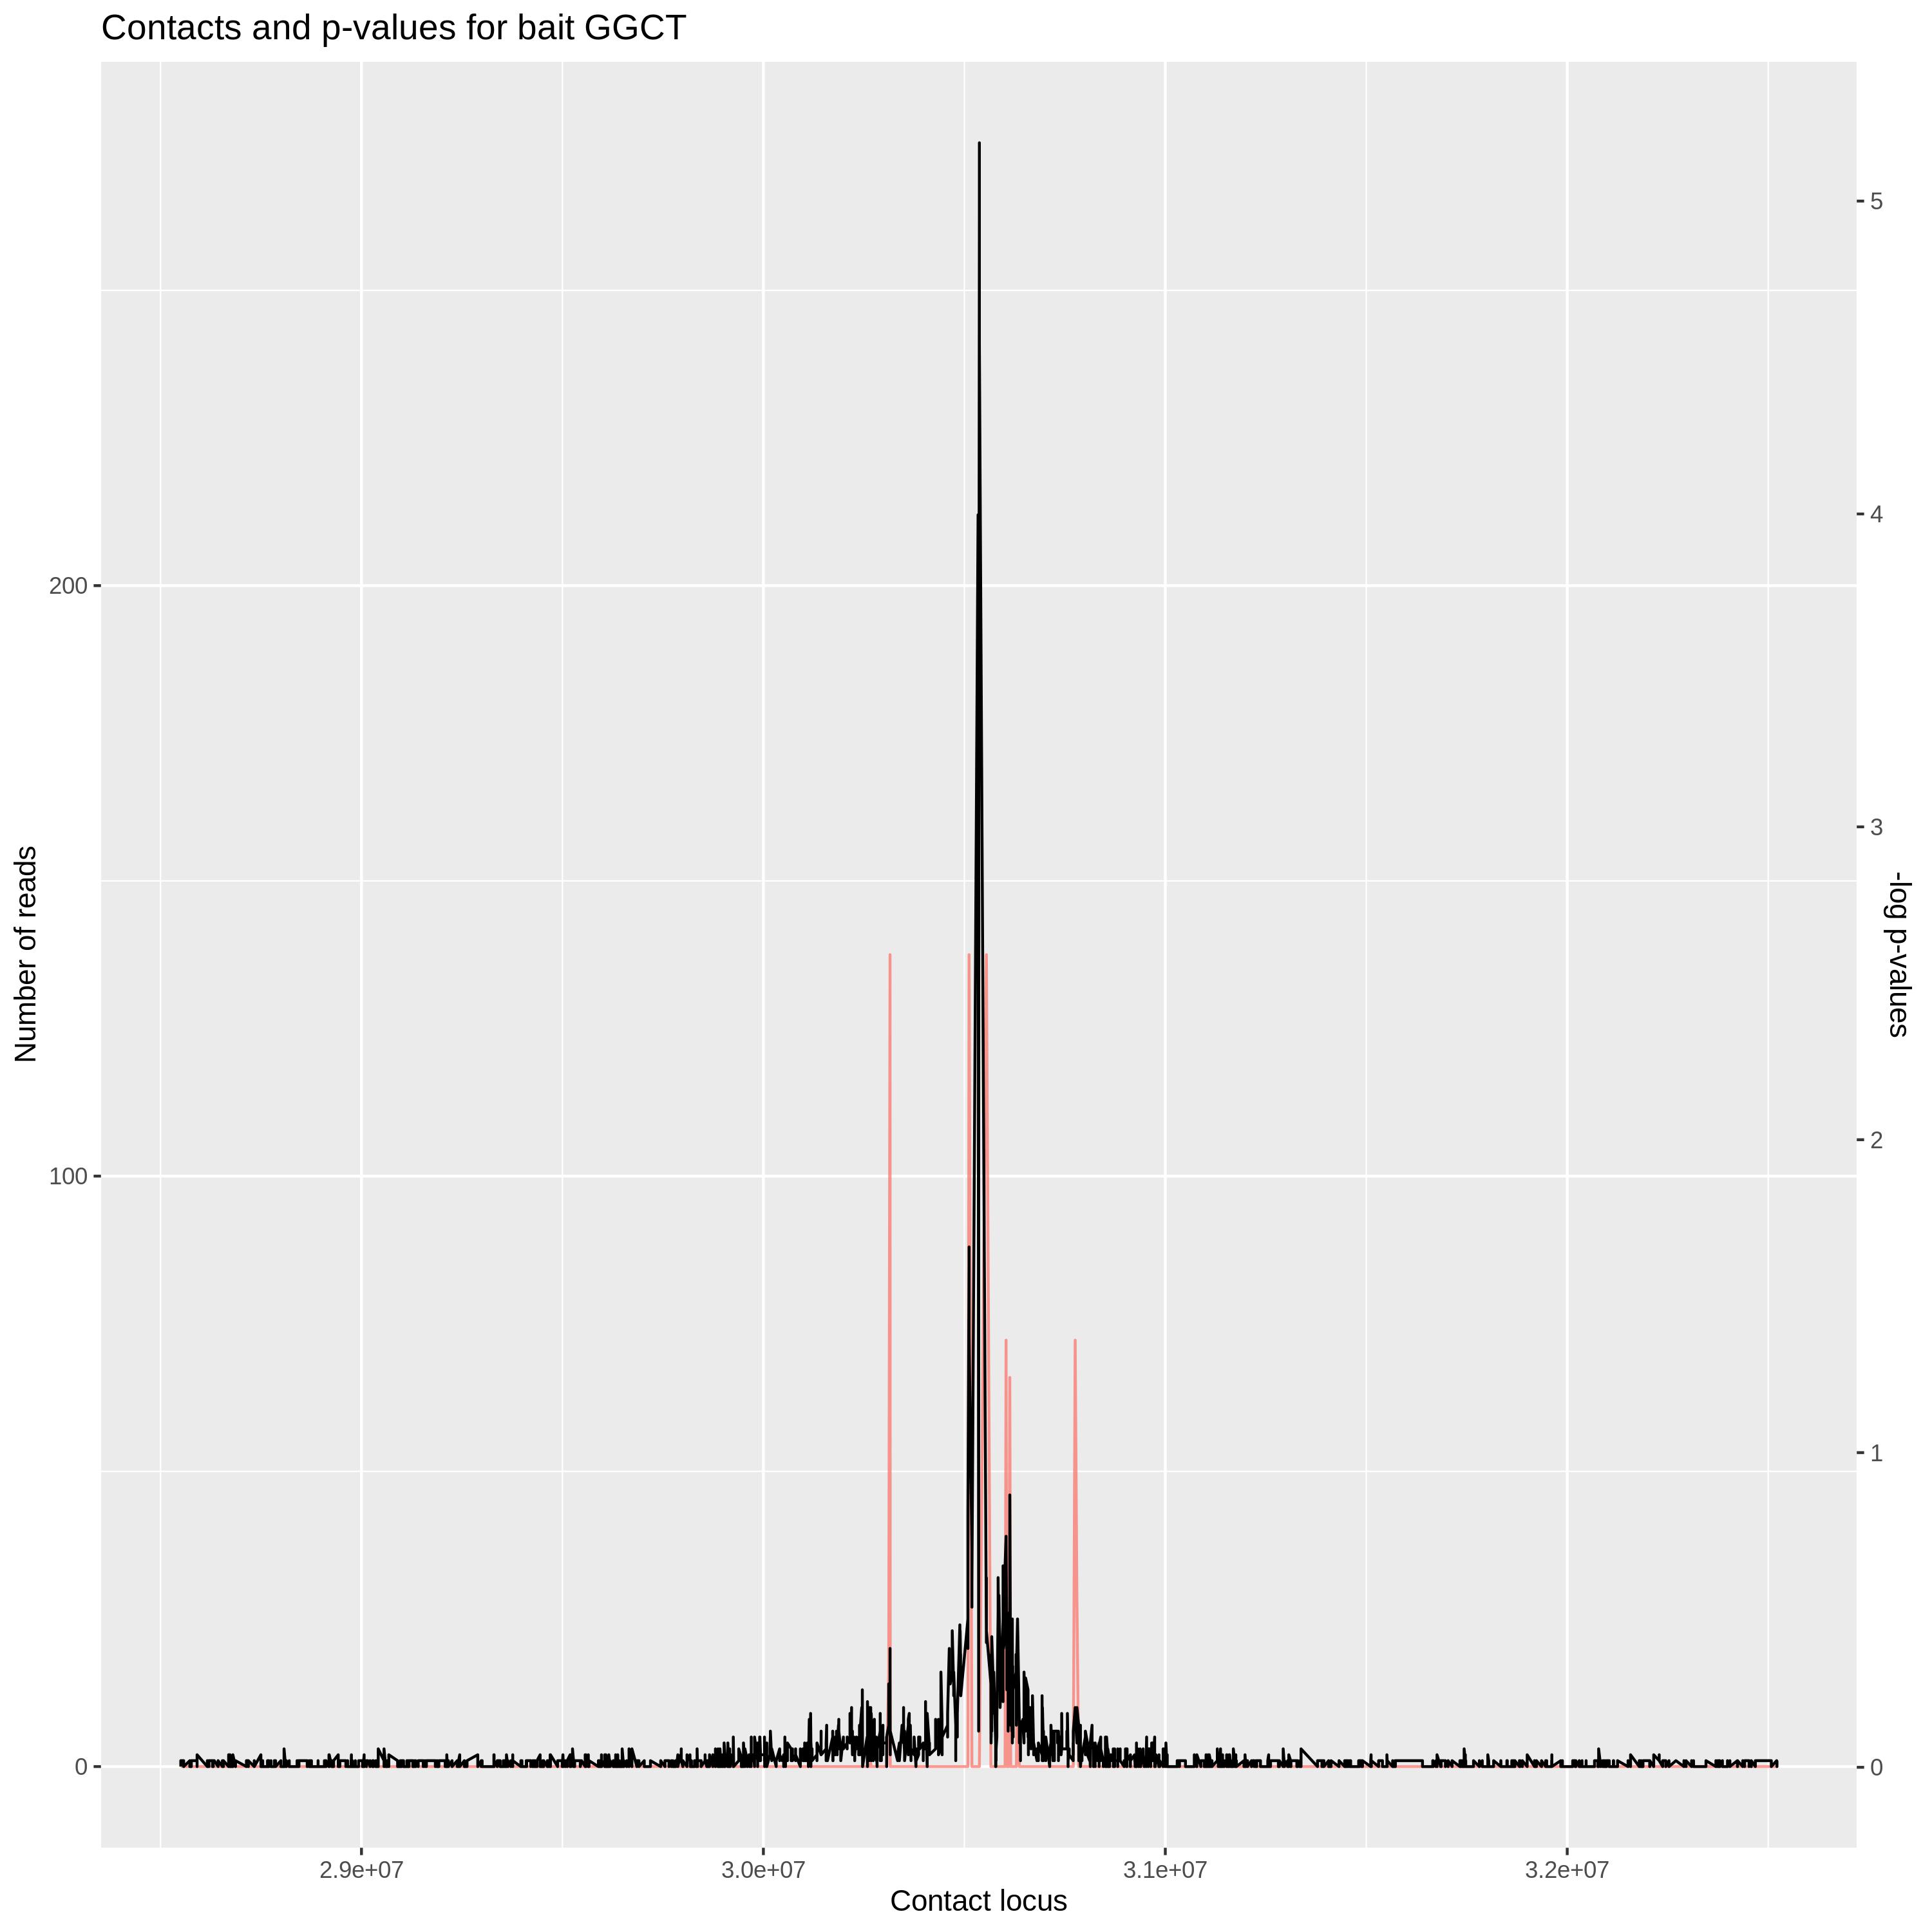 Contacts and p-values for bait GGCT
5
4
200
3
Number of reads
-log p-values
2
100
1
0
0
2.9e+07
3.0e+07
3.1e+07
3.2e+07
Contact locus